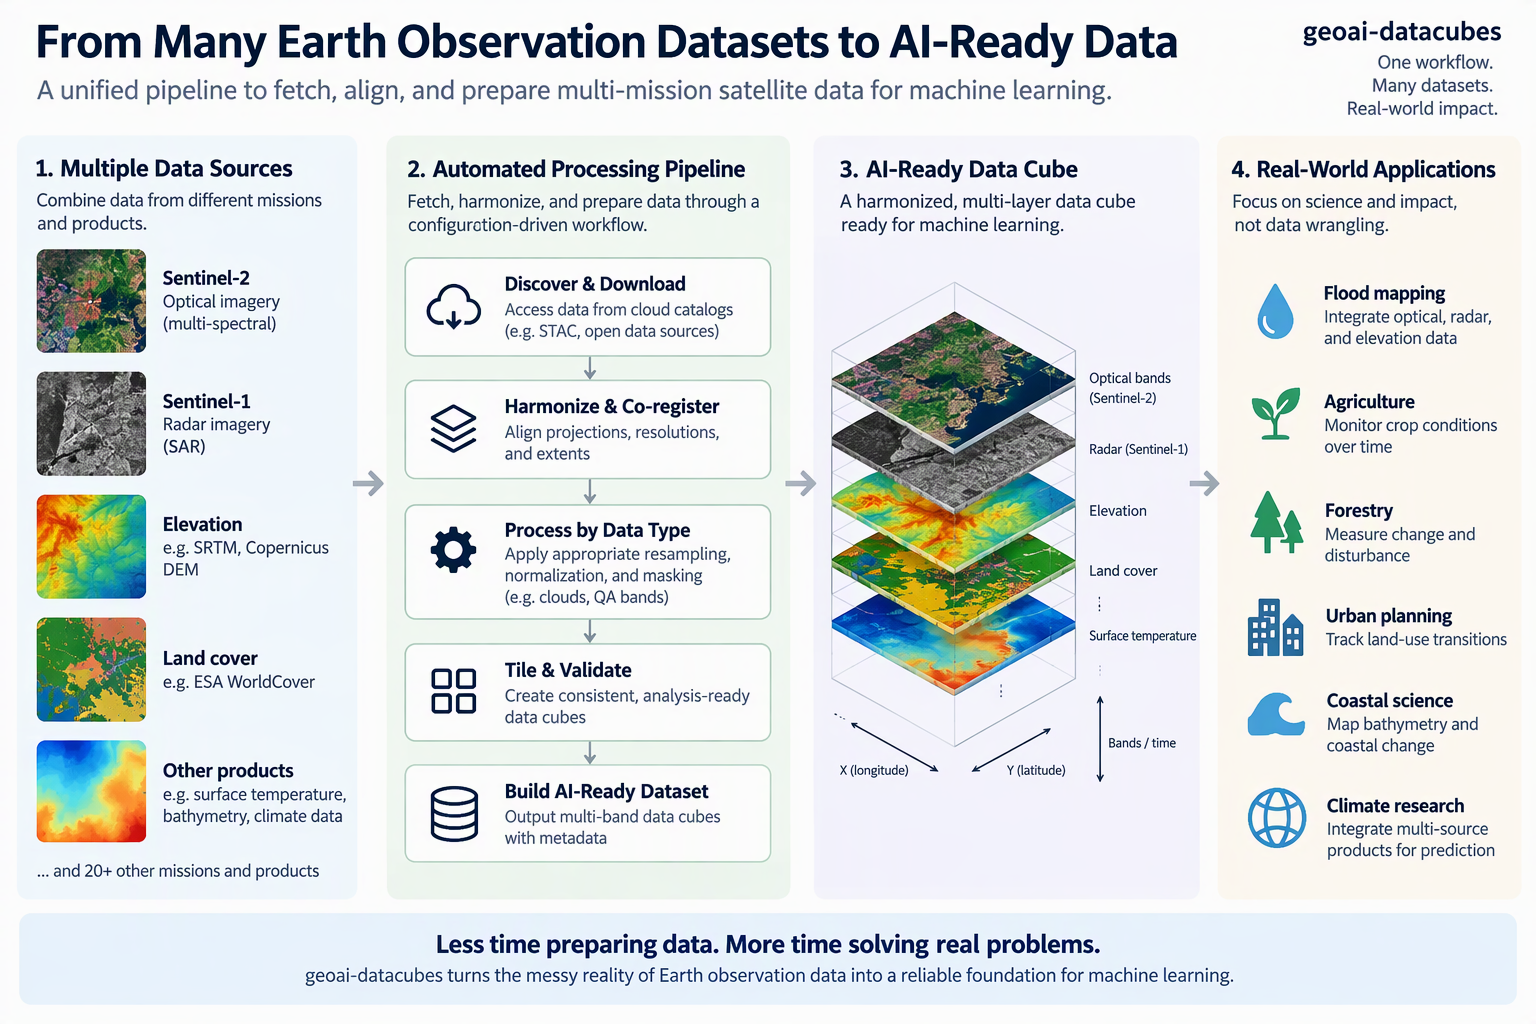 From Many Earth Observation Datasets to AI-Ready Data
A unified pipeline to fetch, align, and prepare multi-mission satellite data for machine learning.
geoai-datacubes
One workflow.
Many datasets.
Real-world impact.
1. Multiple Data Sources
Combine data from different missions
and products.
Sentinel-2
Optical imagery
(multi-spectral)
Sentinel-1
Radar imagery
(SAR)
Elevation
e.g. SRTM, Copernicus
DEM
Land cover
e.g. ESA WorldCover
Other products
e.g. surface temperature,
bathymetry, climate data
... and 20+ other missions and products
2. Automated Processing Pipeline
Fetch, harmonize, and prepare data through a
configuration-driven workflow.
Discover & Download
Access data from cloud catalogs
(e.g. STAC, open data sources)
Harmonize & Co-register
Align projections, resolutions,
and extents
Process by Data Type
Apply appropriate resampling,
normalization, and masking
(e.g. clouds, QA bands)
Tile & Validate
Create consistent, analysis-ready
data cubes
Build AI-Ready Dataset
Output multi-band data cubes
with metadata
3. AI-Ready Data Cube
A harmonized, multi-layer data cube
ready for machine learning.
Optical bands
(Sentinel-2)
Radar (Sentinel-1)
Elevation
Land cover
Surface temperature
Bands / time
X (longitude)
Y (latitude)
4. Real-World Applications
Focus on science and impact,
not data wrangling.
Flood mapping
Integrate optical, radar,
and elevation data
Agriculture
Monitor crop conditions
over time
Forestry
Measure change and
disturbance
Urban planning
Track land-use transitions
Coastal science
Map bathymetry and
coastal change
Climate research
Integrate multi-source
products for prediction
Less time preparing data. More time solving real problems.
geoai-datacubes turns the messy reality of Earth observation data into a reliable foundation for machine learning.